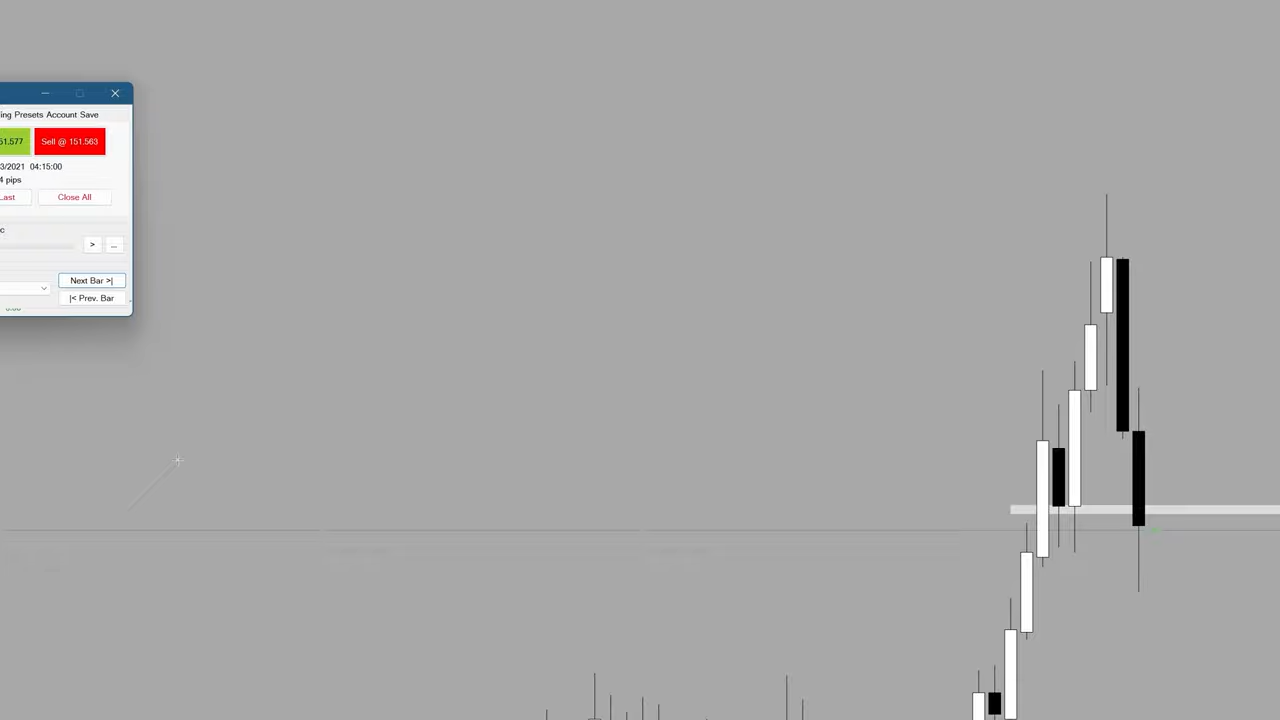 ing Presets Account Save
51.577 Sell @ 151.563
3/2021 04:15:00
4 pips
Last Close All
c
> ...
Next Bar >|
|< Prev. Bar